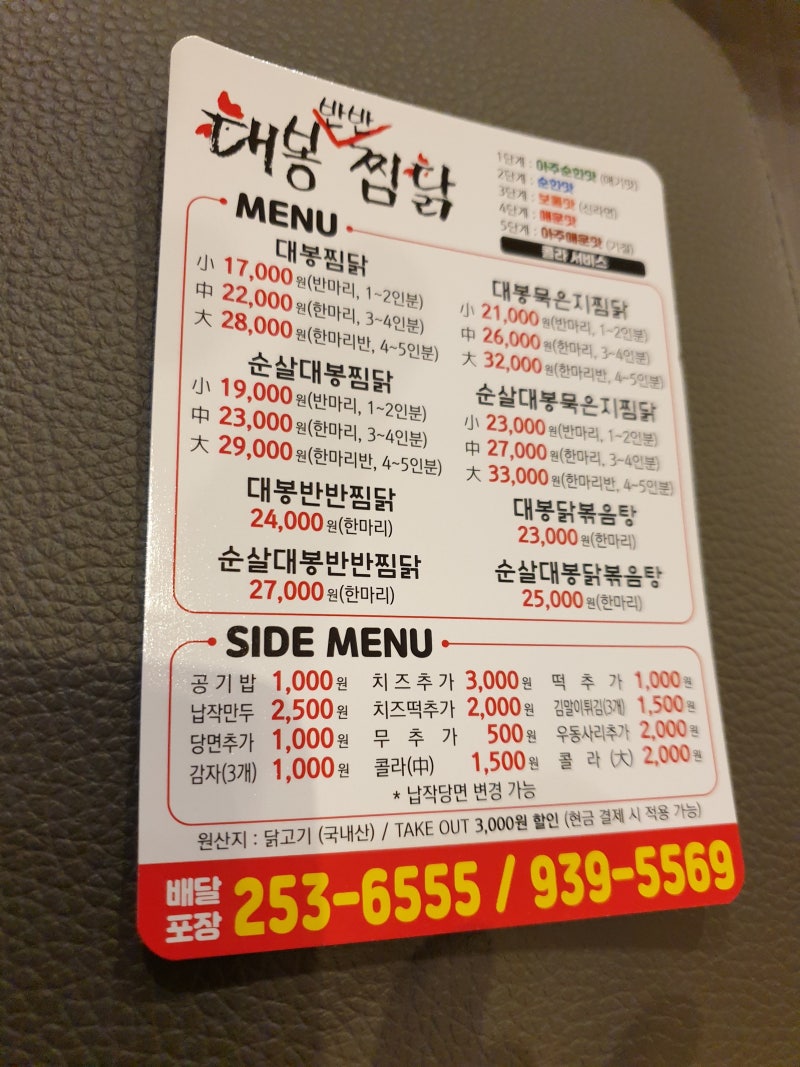 대봉 반반 찜닭
1단계 : 아주순한맛 (애기맛)
2단계 : 순한맛
3단계 : 보통맛 (신라면)
4단계 : 매운맛
5단계 : 아주매운맛 (기절)
콜라 서비스
MENU
대봉찜닭
小 17,000원(반마리, 1~2인분)
中 22,000원(한마리, 3~4인분)
大 28,000원(한마리반, 4~5인분)
순살대봉찜닭
小 19,000원(반마리, 1~2인분)
中 23,000원(한마리, 3~4인분)
大 29,000원(한마리반, 4~5인분)
대봉반반찜닭
24,000원(한마리)
순살대봉반반찜닭
27,000원(한마리)
대봉묵은지찜닭
小 21,000원(반마리, 1~2인분)
中 26,000원(한마리, 3~4인분)
大 32,000원(한마리반, 4~5인분)
순살대봉묵은지찜닭
小 23,000원(반마리, 1~2인분)
中 27,000원(한마리, 3~4인분)
大 33,000원(한마리반, 4~5인분)
대봉닭볶음탕
23,000원(한마리)
순살대봉닭볶음탕
25,000원(한마리)
SIDE MENU
공기밥 1,000원 치즈추가 3,000원 떡추가 1,000원
납작만두 2,500원 치즈떡추가 2,000원 김말이튀김(3개) 1,500원
당면추가 1,000원 무추가 500원 우동사리추가 2,000원
감자(3개) 1,000원 콜라(中) 1,500원 콜라(大) 2,000원
* 납작당면 변경 가능
원산지 : 닭고기 (국내산) / TAKE OUT 3,000원 할인 (현금 결제 시 적용 가능)
배달 포장 253-6555 / 939-5569